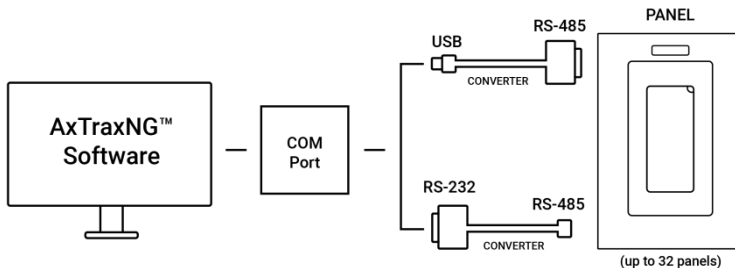 PANEL
RS-485
USB
CONVERTER
AxTraxNG™
Software
COM
Port
RS-232
RS-485
CONVERTER
(up to 32 panels)